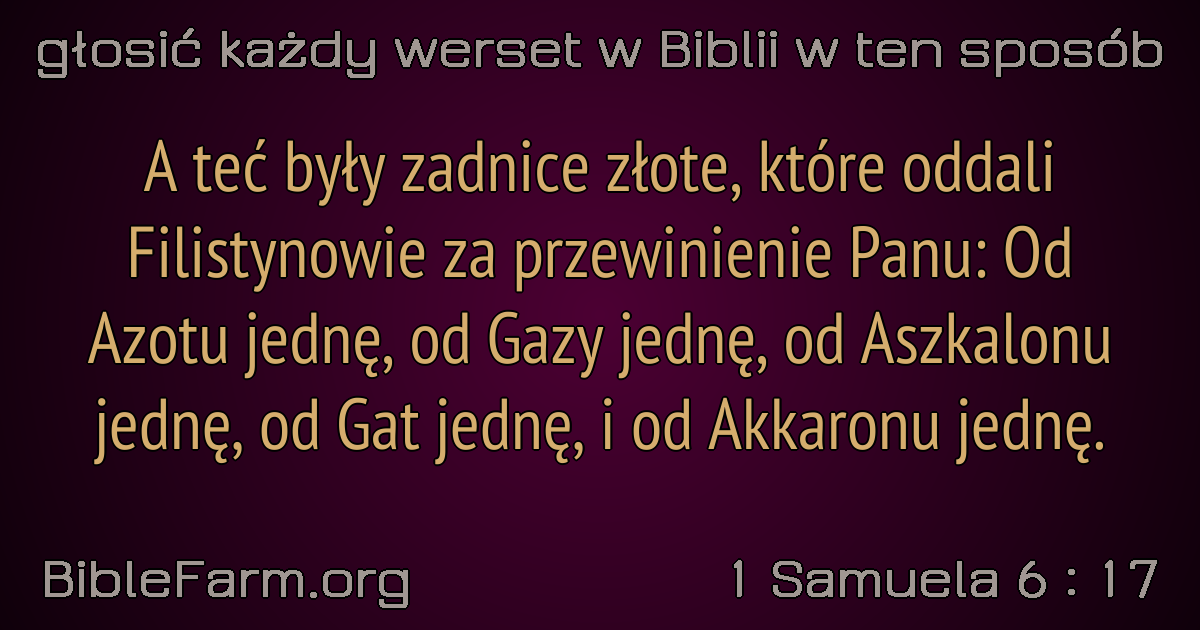 głosić każdy werset w Biblii w ten sposób
A teć były zadnice złote, które oddali
Filistynowie za przewinienie Panu: Od
Azotu jednę, od Gazy jednę, od Aszkalonu
jednę, od Gat jednę, i od Akkaronu jednę.
BibleFarm.org
1 Samuela 6 : 17